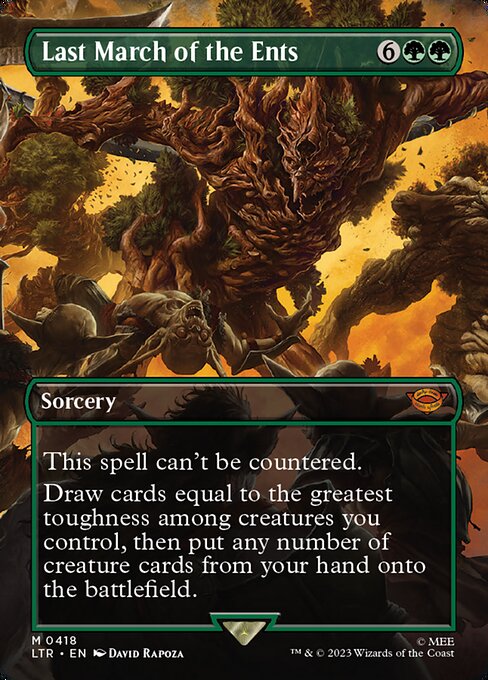 Last March of the Ents 6
Sorcery
This spell can't be countered.
Draw cards equal to the greatest
toughness among creatures you
control, then put any number of
creature cards from your hand onto
the battlefield.
M 0418
LTR • EN DAVID RAPOZA
© MEE
™ & © 2023 Wizards of the Coast